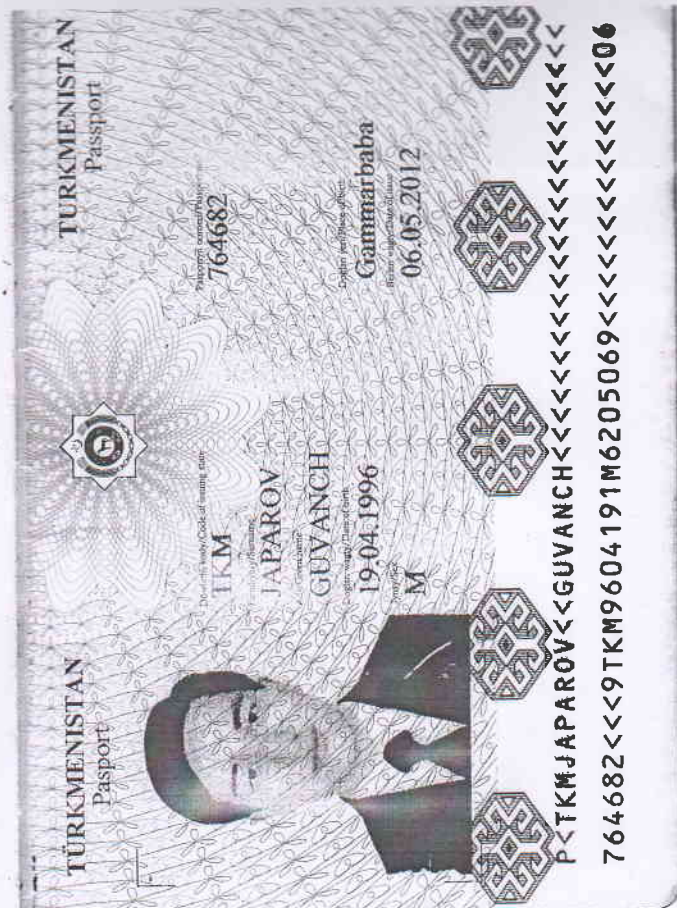 TÜRKMENISTAN
Pasport
TURKMENISTAN
Passport
TKM
764682
JAPAROV
GUVANCH
19.04.1996
Gammarbaba
M
06.05.2012
P<TKMJAPAROV<<GUVANCH<<<<<<<<<<<<<<<<<<<<<<<
764682<<<9TKM9604191M6205069<<<<<<<<<<<<<<06